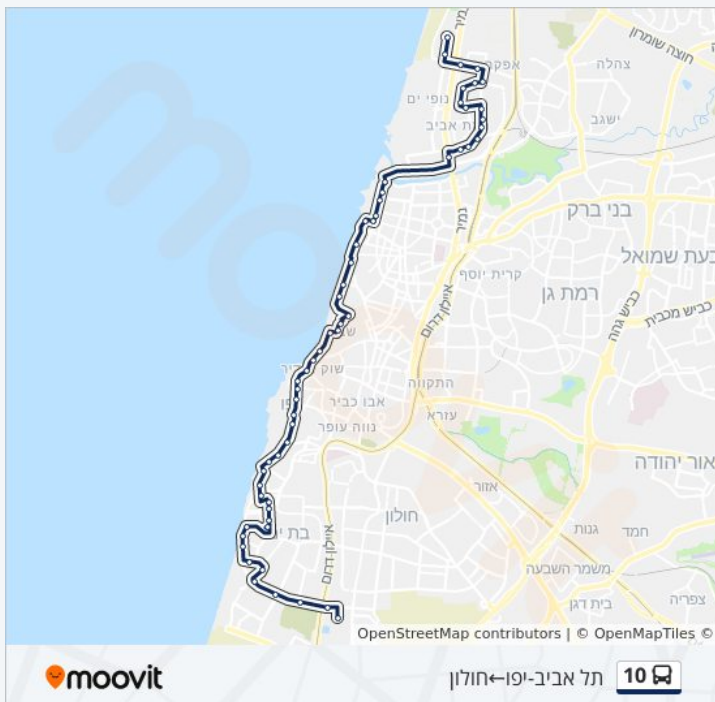 נמיר
חוצה שומרון
צהלה
אפקה
נופי ים
ישגב
ת אביב
בני ברק
נמיר
בעת שמואל
קרית יוסף
רמת גן
כביש מכבית
כביש גהה
איילון דרום
שוק
התקווה
אבו כביר
עזרא
נווה עופר
אור יהודה
אזור
חולון
חמד
גנות
בת י
איילון דרום
משמר השבעה
צפריה
בית דגן
OpenStreetMap contributors | © OpenMapTiles ©
moovit
10 תל אביב-יפו←חולון